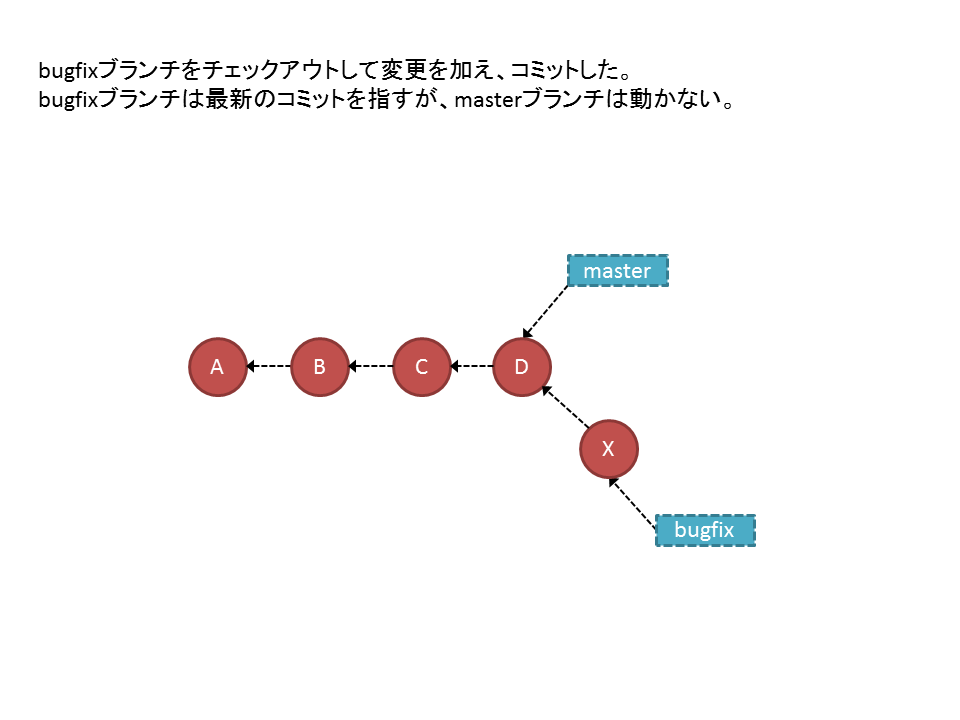 bugfixブランチをチェックアウトして変更を加え、コミットした。
bugfixブランチは最新のコミットを指すが、masterブランチは動かない。
master
A
B
C
D
X
bugfix